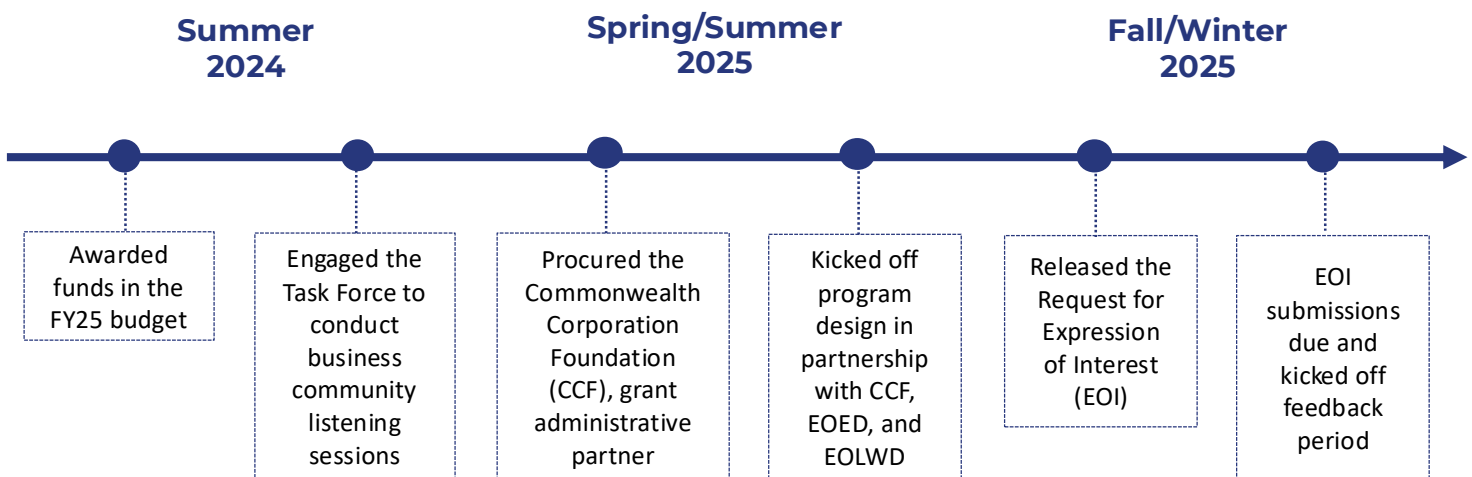 Summer
2024
Spring/Summer
2025
Fall/Winter
2025
Awarded
funds in the
FY25 budget
Engaged the
Task Force to
conduct
business
community
listening
sessions
Procured the
Commonwealth
Corporation
Foundation
(CCF), grant
administrative
partner
Kicked off
program
design in
partnership
with CCF,
EOED, and
EOLWD
Released the
Request for
Expression
of Interest
(EOI)
EOI
submissions
due and
kicked off
feedback
period